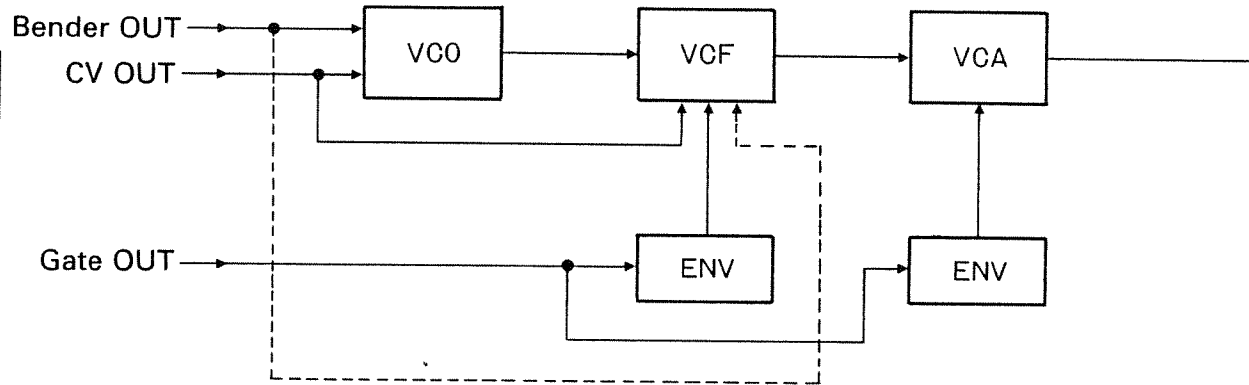 Bender OUT
CV OUT
VCO
VCF
VCA
Gate OUT
ENV
ENV